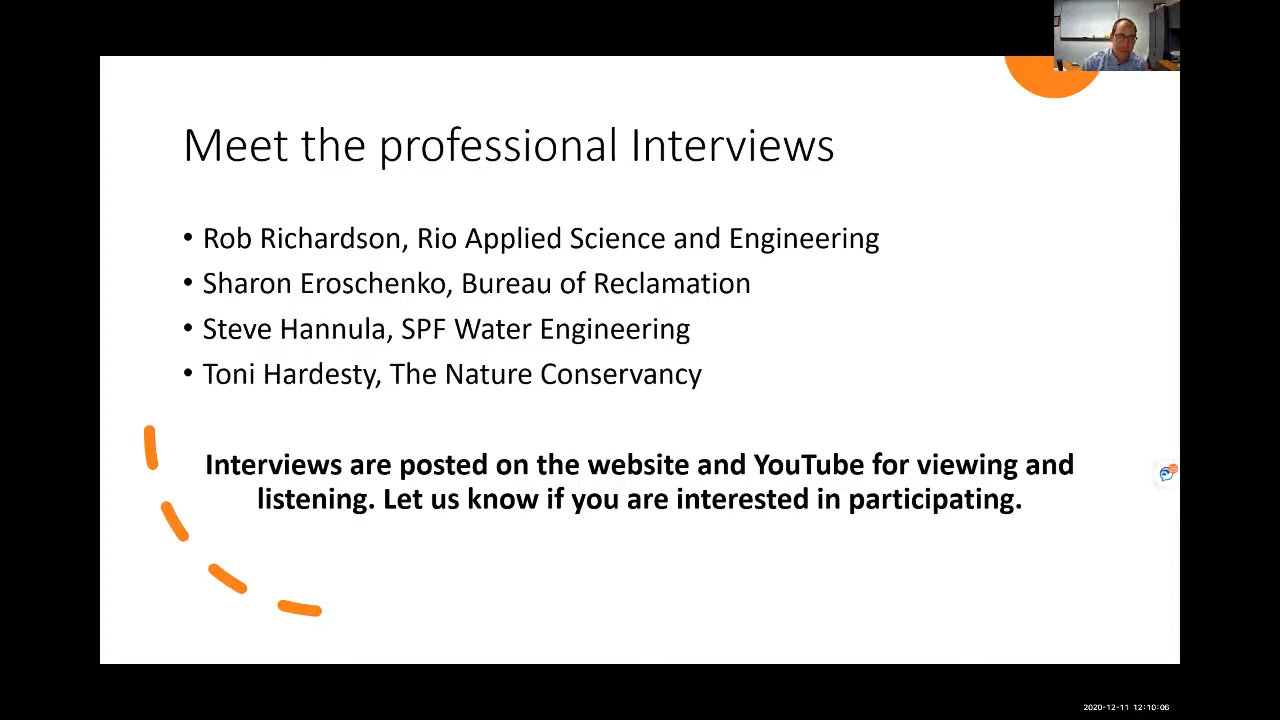 Meet the professional Interviews
• Rob Richardson, Rio Applied Science and Engineering
• Sharon Eroschenko, Bureau of Reclamation
• Steve Hannula, SPF Water Engineering
• Toni Hardesty, The Nature Conservancy
Interviews are posted on the website and YouTube for viewing and
listening. Let us know if you are interested in participating.
2020-12-11 12:10:06